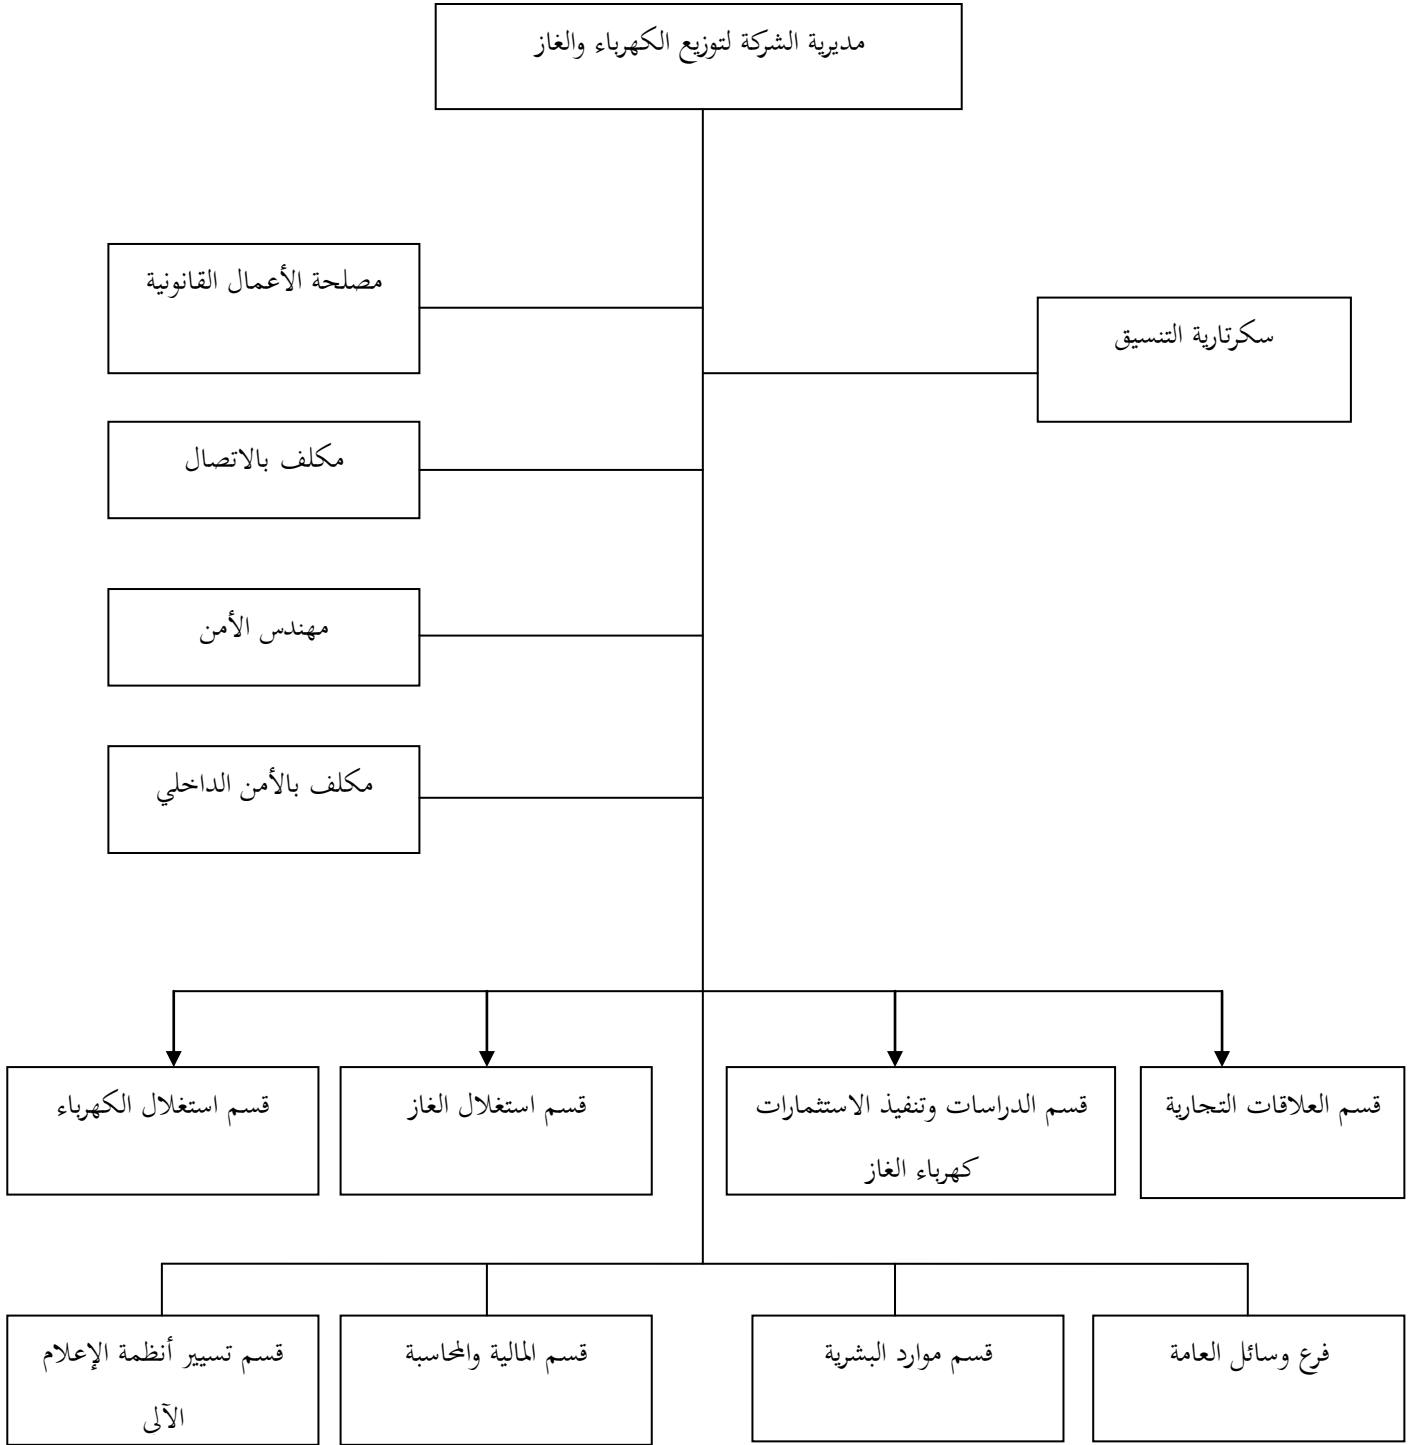 مديرية الشركة لتوزيع الكهرباء والغاز
مصلحة الأعمال القانونية
سكرتارية التنسيق
مكلف بالاتصال
مهندس الأمن
مكلف بالأمن الداخلي
قسم العلاقات التجارية
قسم الدراسات وتنفيذ الاستثمارات
كهرباء الغاز
قسم استغلال الغاز
قسم استغلال الكهرباء
فرع وسائل العامة
قسم موارد البشرية
قسم المالية والمحاسبة
قسم تسيير أنظمة الإعلام
الآلى